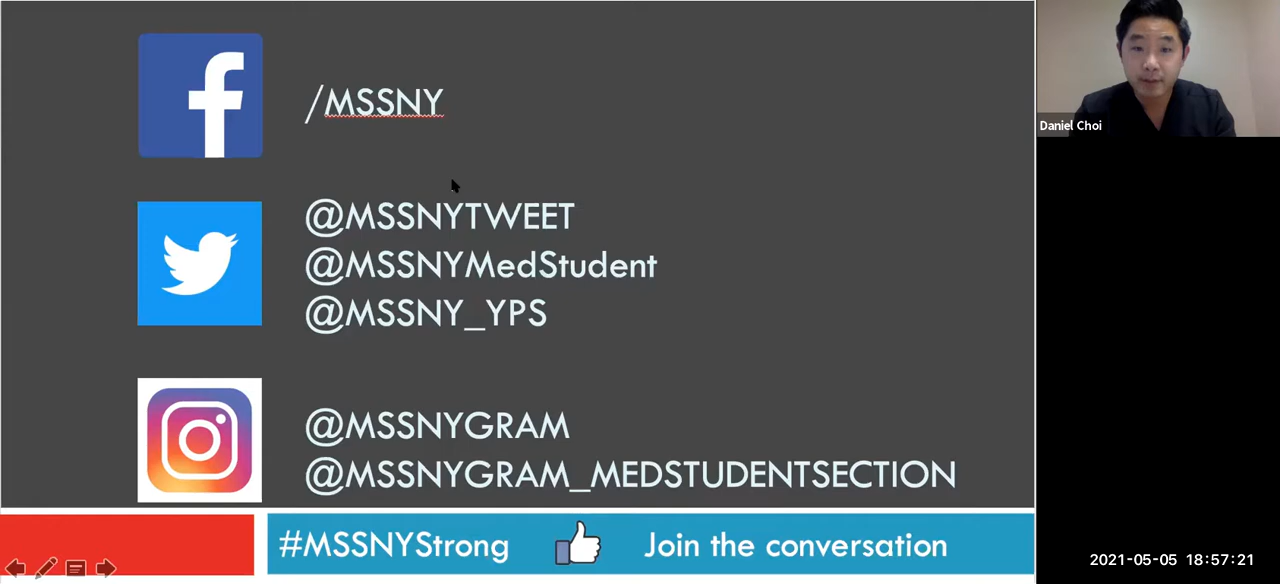 /MSSNY
@MSSNYTWEET
@MSSNYMedStudent
@MSSNY_YPS
@MSSNYGRAM
@MSSNYGRAM_MEDSTUDENTSECTION
#MSSNYStrong Join the conversation
Daniel Choi
2021-05-05 18:57:21